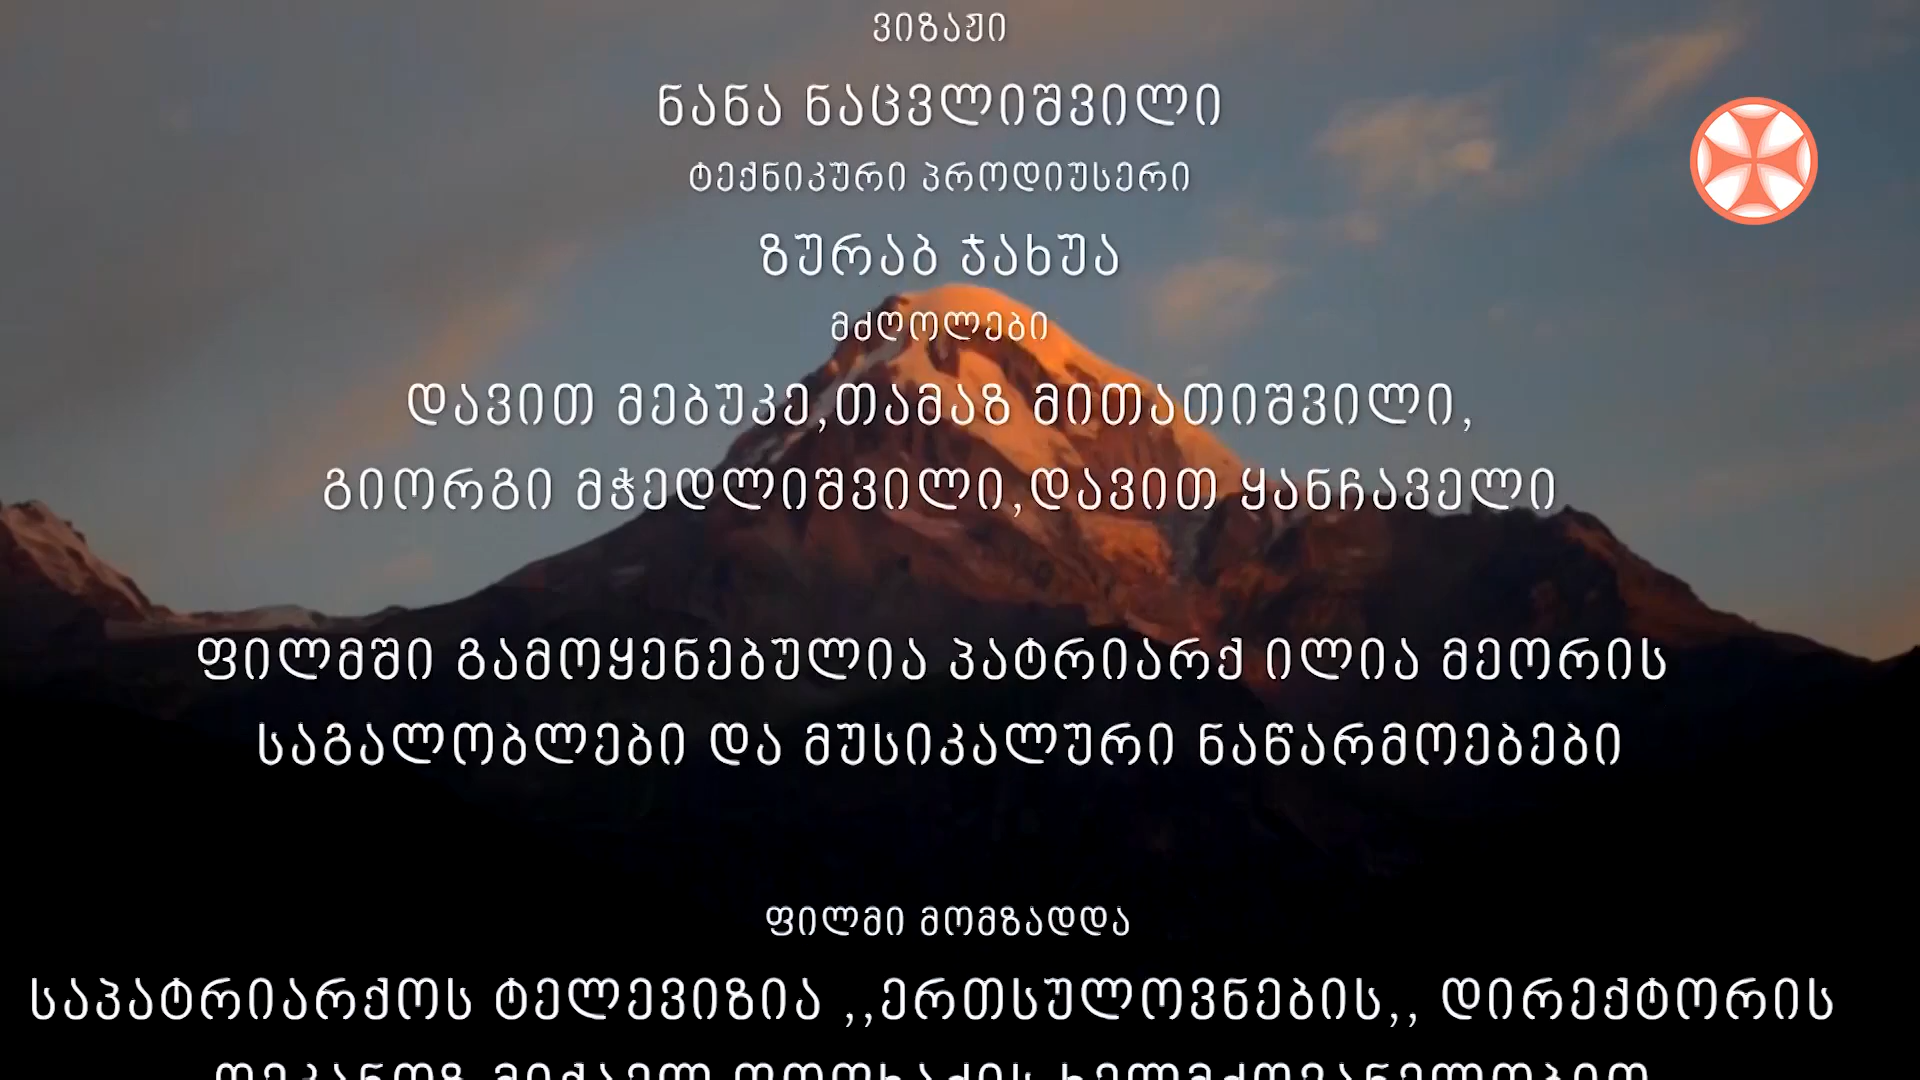 ვიზაჟი
ნანა ნაცვლიშვილი
ტექნიკური პროდიუსერი
ზურაბ ჯახუა
მძღოლები
დავით მებუკე,თამაზ მითათიშვილი,
გიორგი მჭედლიშვილი,დავით ყანჩაველი
ფილმში გამოყენებულია პატრიარქ ილია მეორის
საგალობლები და მუსიკალური ნაწარმოებები
ფილმი მომზადდა
საპატრიარქოს ტელევიზია ,,ერთსულოვნების,, დირექტორის